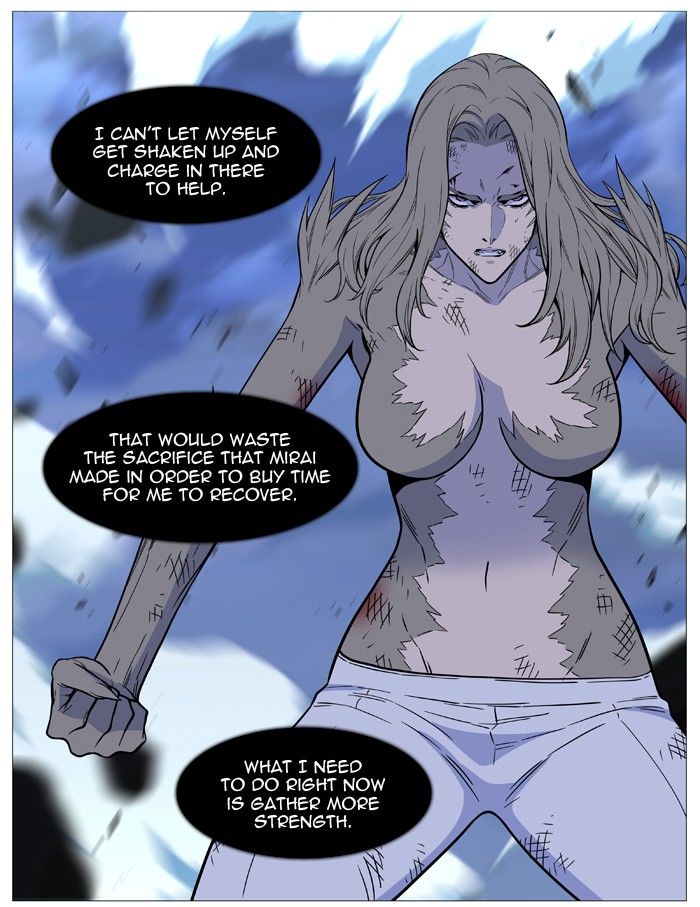 I CAN'T LET MYSELF
GET SHAKEN UP AND
CHARGE IN THERE
TO HELP.
THAT WOULD WASTE
THE SACRIFICE THAT MIRAI
MADE IN ORDER TO BUY TIME
FOR ME TO RECOVER.
WHAT I NEED
TO DO RIGHT NOW
IS GATHER MORE
STRENGTH.